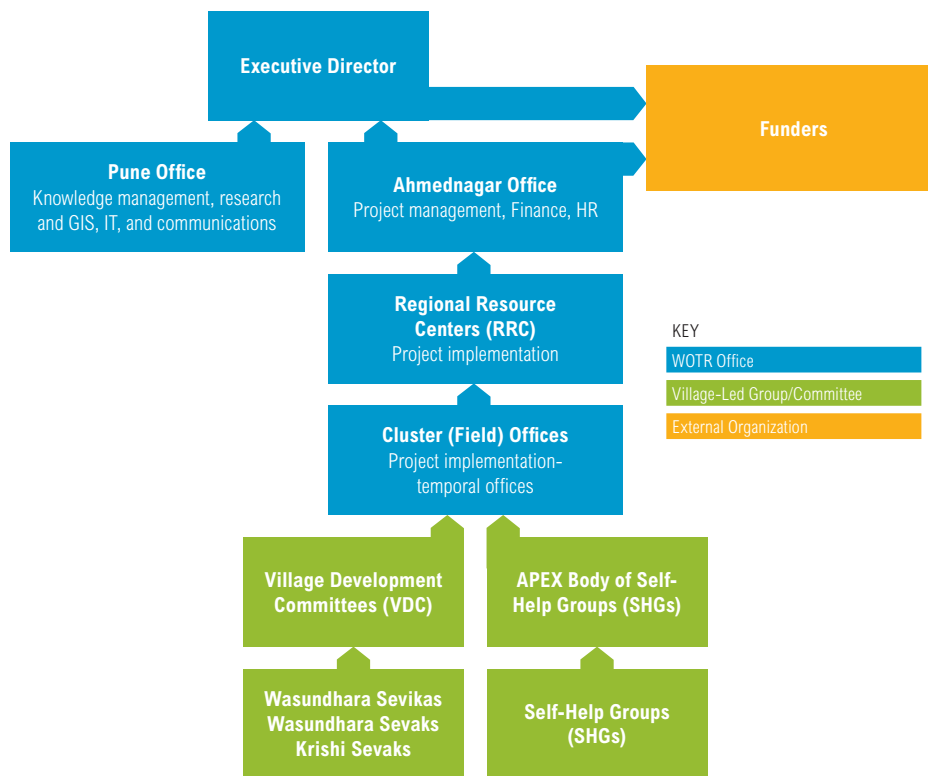 Executive Director
Funders
Pune Office
Knowledge management, research
and GIS, IT, and communications
Ahmednagar Office
Project management, Finance, HR
Regional Resource
Centers (RRC)
Project implementation
KEY
WOTR Office
Village-Led Group/Committee
External Organization
Cluster (Field) Offices
Project implementation-
temporal offices
Village Development
Committees (VDC)
APEX Body of Self-
Help Groups (SHGs)
Wasundhara Sevikas
Wasundhara Sevaks
Krishi Sevaks
Self-Help Groups
(SHGs)